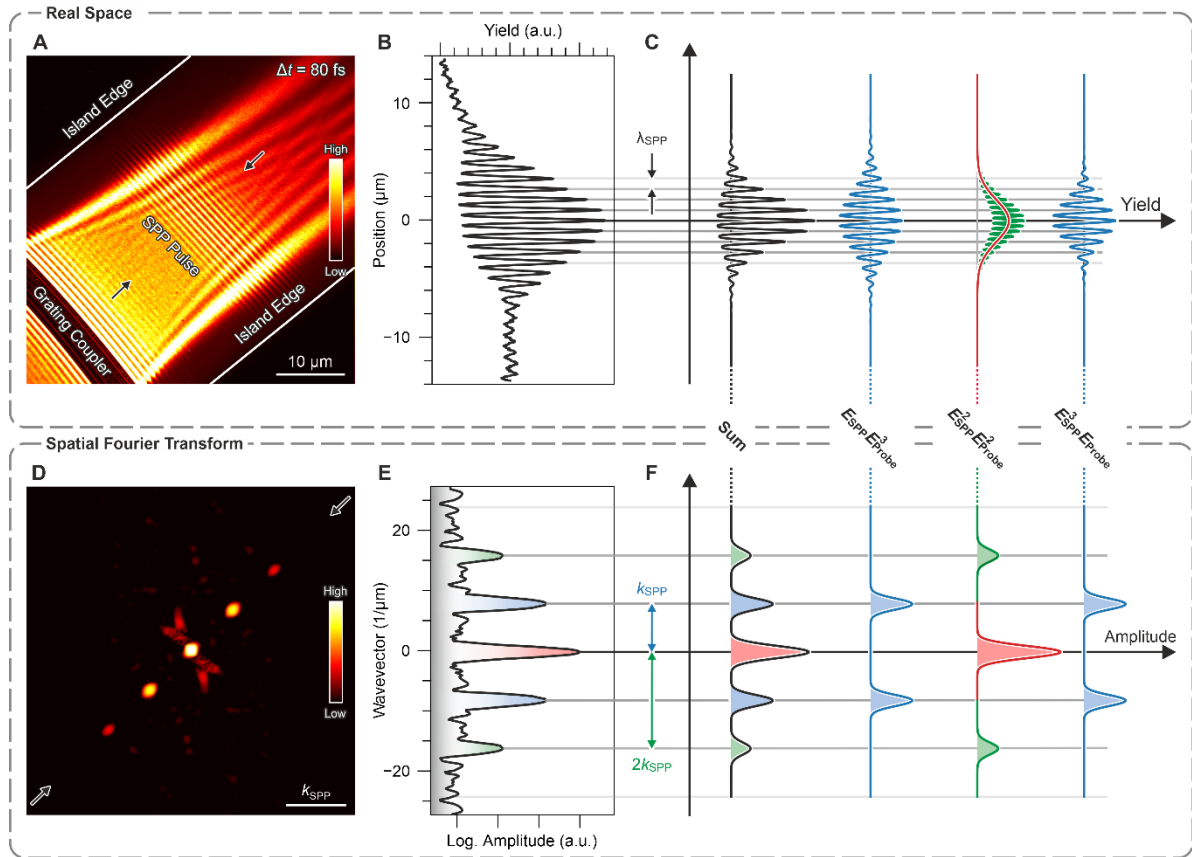 Real Space
A
B
C
Yield (a.u.)
Δt = 80 fs
Island Edge
High
Low
SPP Pulse
Grating Coupler
Island Edge
10 µm
Position (µm)
10
0
−10
λSPP
Yield
Sum
ESPPE³Probe
E²SPPE²Probe
E³SPPEProbe
Spatial Fourier Transform
D
E
F
High
Low
kSPP
Wavevector (1/µm)
20
0
−20
Log. Amplitude (a.u.)
kSPP
2kSPP
Amplitude